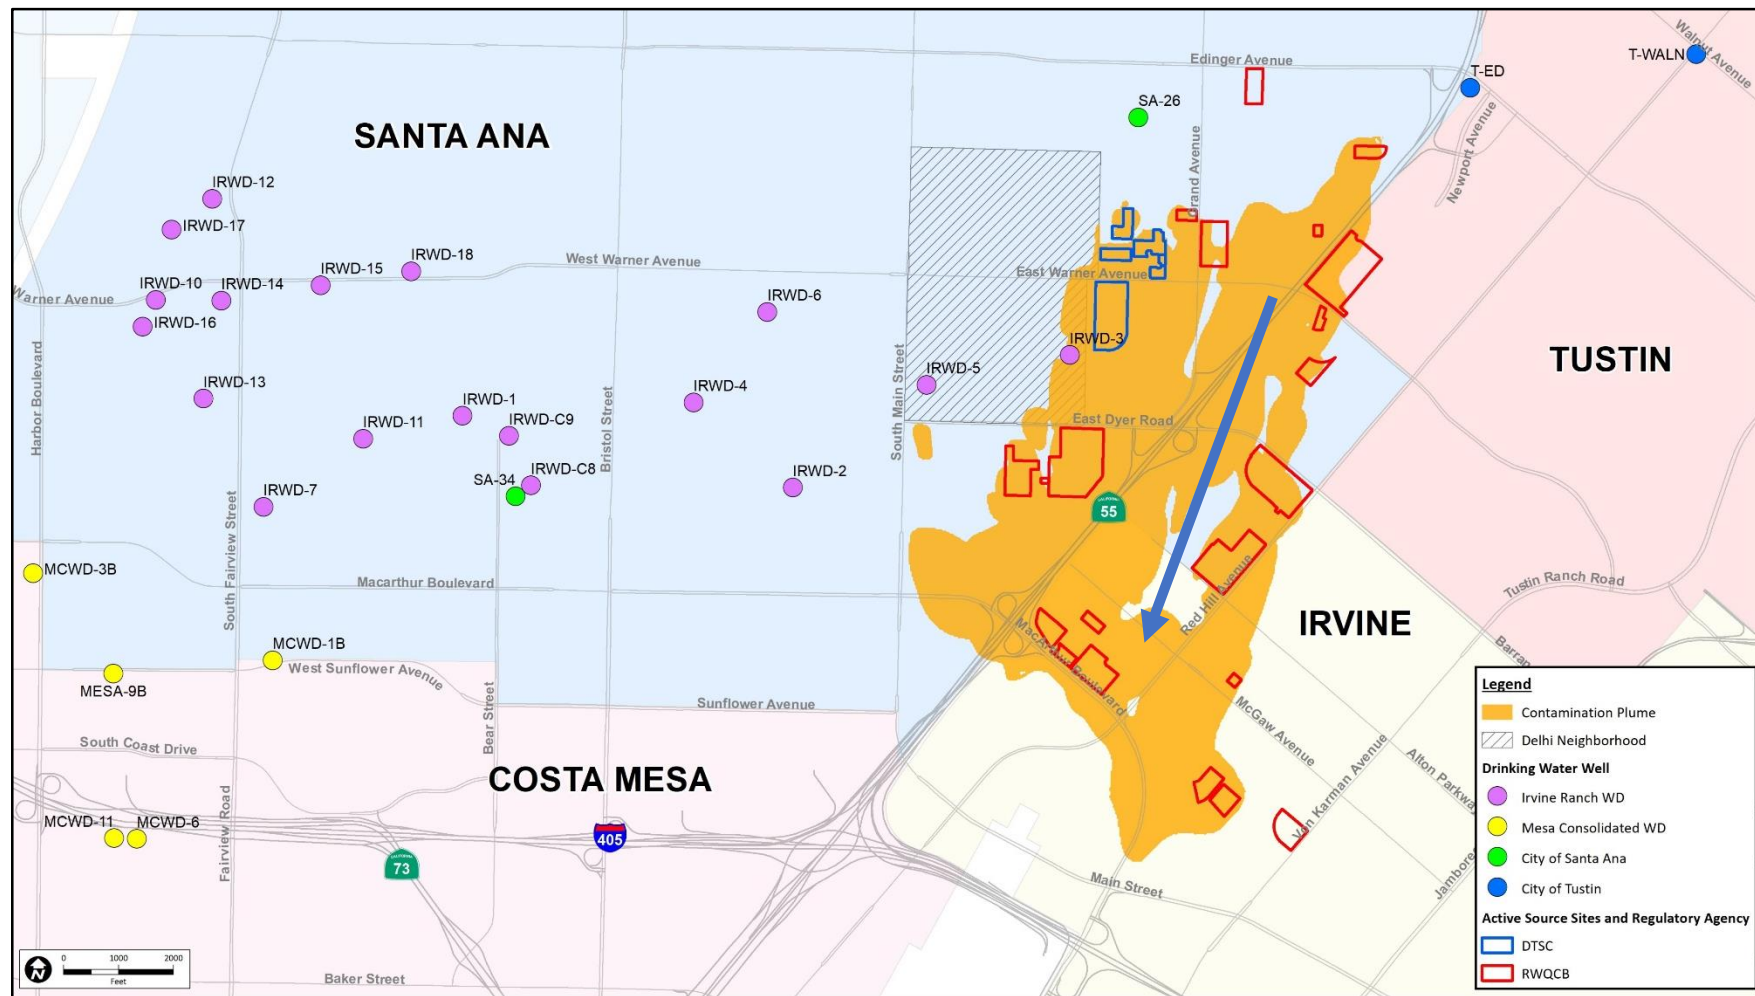 Edinger Avenue
Walnut Avenue
T-WALN
T-ED
SA-26
SANTA ANA
Newport Avenue
Grand Avenue
IRWD-12
IRWD-17
IRWD-18
IRWD-15
West Warner Avenue
East Warner Avenue
IRWD-10
IRWD-14
Warner Avenue
IRWD-16
IRWD-6
IRWD-3
TUSTIN
IRWD-5
IRWD-13
IRWD-4
IRWD-1
IRWD-11
IRWD-C9
East Dyer Road
Harbor Boulevard
Bristol Street
South Main Street
IRWD-C8
SA-34
IRWD-7
IRWD-2
CALIFORNIA
55
South Fairview Street
MCWD-3B
Macarthur Boulevard
Red Hill Avenue
Tustin Ranch Road
IRVINE
MacArthur Boulevard
MCWD-1B
West Sunflower Avenue
MESA-9B
Barran
Sunflower Avenue
Bear Street
South Coast Drive
McGaw Avenue
Alton Parkway
Von Karman Avenue
COSTA MESA
Fairview Road
MCWD-11
MCWD-6
405
CALIFORNIA
73
Main Street
Jamboree
Baker Street
N
0 1000 2000
Feet
Legend
Contamination Plume
Delhi Neighborhood
Drinking Water Well
Irvine Ranch WD
Mesa Consolidated WD
City of Santa Ana
City of Tustin
Active Source Sites and Regulatory Agency
DTSC
RWQCB